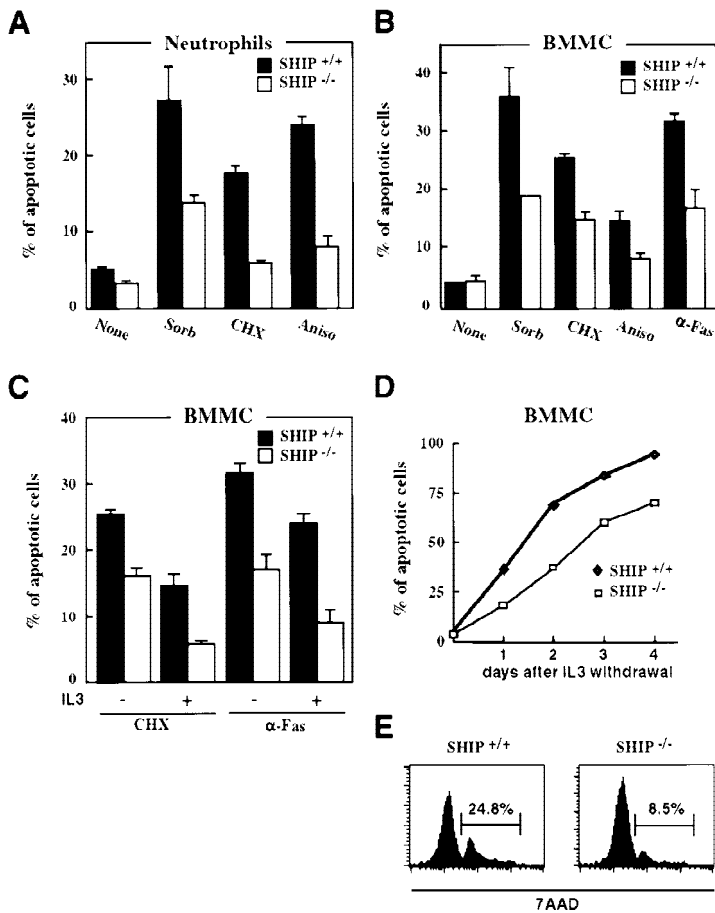 A
Neutrophils
SHIP +/+
SHIP -/-
% of apoptotic cells
30
20
10
0
None
Sorb
CHX
Aniso
B
BMMC
SHIP +/+
SHIP -/-
% of apoptotic cells
40
30
20
10
0
None
Sorb
CHX
Aniso
α-Fas
C
BMMC
SHIP +/+
SHIP -/-
% of apoptotic cells
40
30
20
10
0
IL3 - + - +
CHX
α-Fas
D
BMMC
% of apoptotic cells
100
75
50
25
0
SHIP +/+
SHIP -/-
1 2 3 4
days after IL3 withdrawal
E
SHIP +/+
SHIP -/-
24.8%
8.5%
7AAD